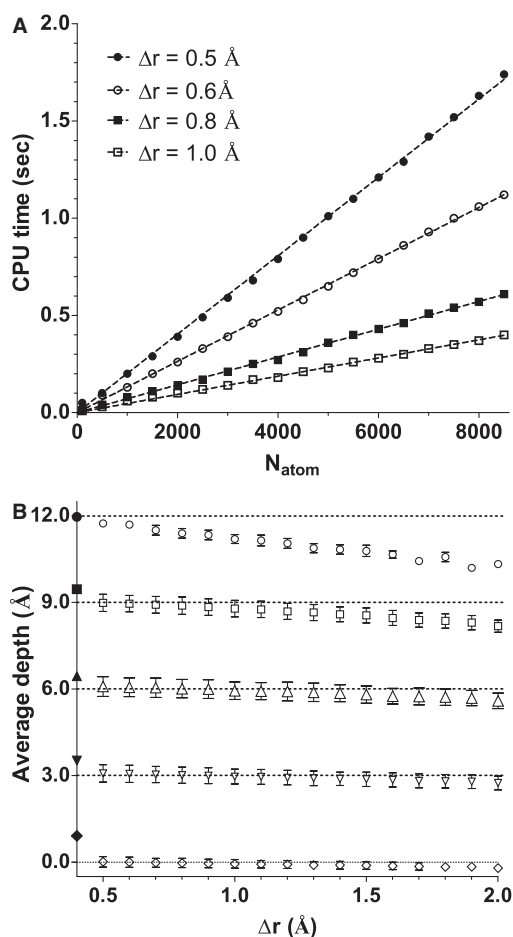 A
2.0
1.5
1.0
0.5
0.0
CPU time (sec)
Δr = 0.5 Å
Δr = 0.6Å
Δr = 0.8 Å
Δr = 1.0 Å
0
2000
4000
6000
8000
N_atom
B
12.0
9.0
6.0
3.0
0.0
Average depth (Å)
0.5
1.0
1.5
2.0
Δr (Å)